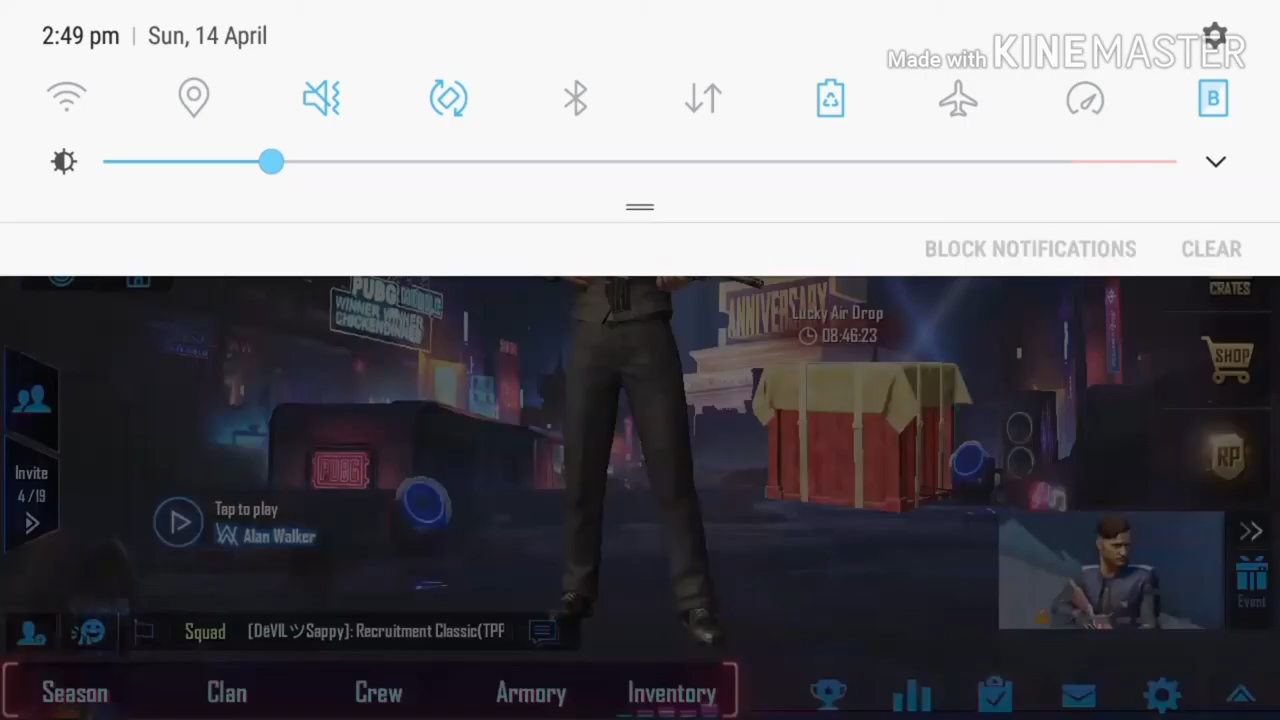 2:49 pm | Sun, 14 April
Made with KINEMASTER
B
BLOCK NOTIFICATIONS CLEAR
PUBG MOBILE
WINNER WINNER
CHICKEN DINNER
ANNIVERSARY
Lucky Air Drop
08:46:23
CRATES
SHOP
RP
Invite
4/19
PUBG
Tap to play
Alan Walker
Event
Squad [DeVILツSappy]: Recruitment Classic(TPP
Season Clan Crew Armory Inventory